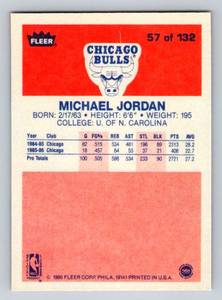 FLEER
CHICAGO BULLS
57 of 132
MICHAEL JORDAN
BORN: 2/17/63 • HEIGHT: 6'6" • WEIGHT: 195
COLLEGE: U. OF N. CAROLINA
Year Club G FG% REB AST STL BLK PTS AVG
1984-85 Chicago 82 .515 534 481 196 69 2313 28.2
1985-86 Chicago 18 .457 64 53 37 21 408 22.7
Pro Totals 100 .505 598 534 233 90 2721 27.2
© 1986 FLEER CORP. PHILA. 19141 PRINTED IN U.S.A.